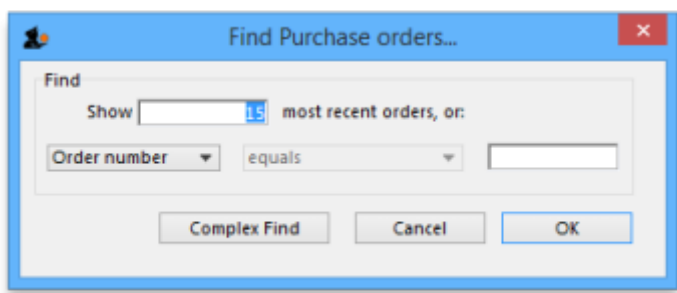 Find Purchase orders...
Find
Show 15 most recent orders, or:
Order number equals
Complex Find Cancel OK